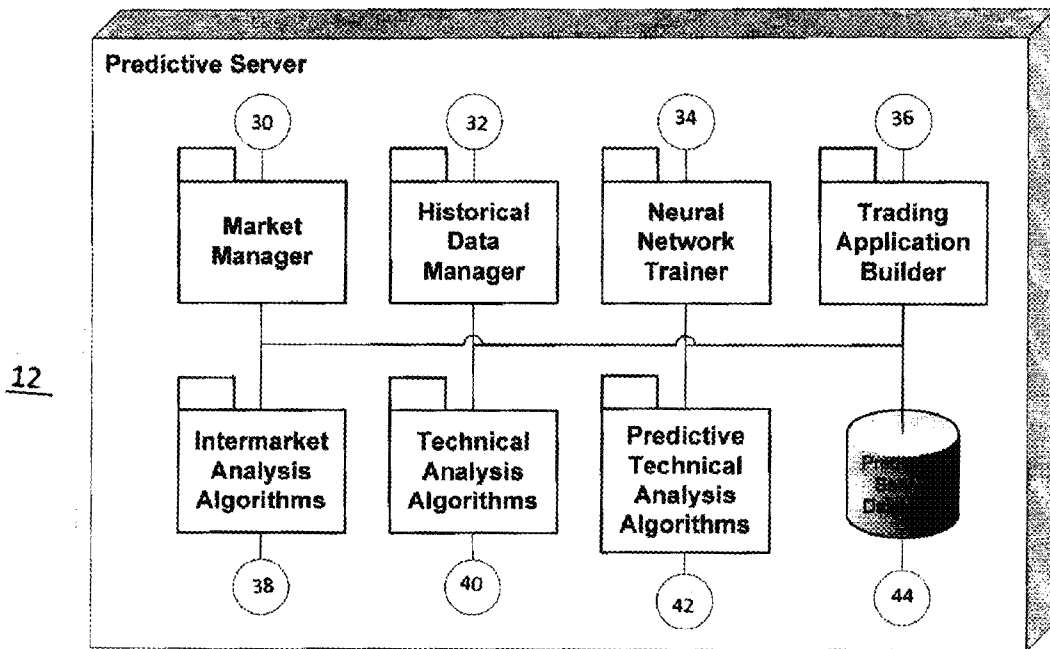 Predictive Server
30
32
34
36
Market
Manager
Historical
Data
Manager
Neural
Network
Trainer
Trading
Application
Builder
12
Intermarket
Analysis
Algorithms
Technical
Analysis
Algorithms
Predictive
Technical
Analysis
Algorithms
38
40
42
44